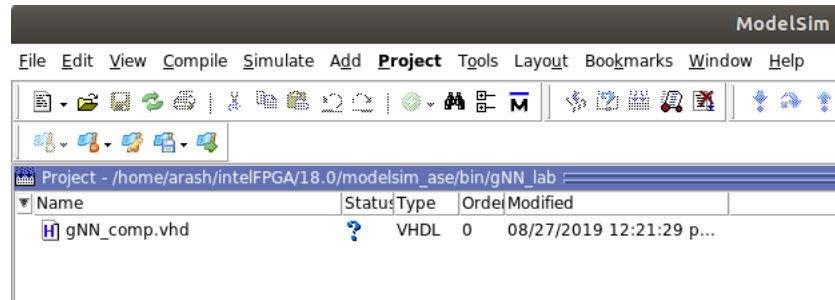 ModelSim
File Edit View Compile Simulate Add Project Tools Layout Bookmarks Window Help
Project - /home/arash/intelFPGA/18.0/modelsim_ase/bin/gNN_lab
Name Status Type Order Modified
gNN_comp.vhd ? VHDL 0 08/27/2019 12:21:29 p...